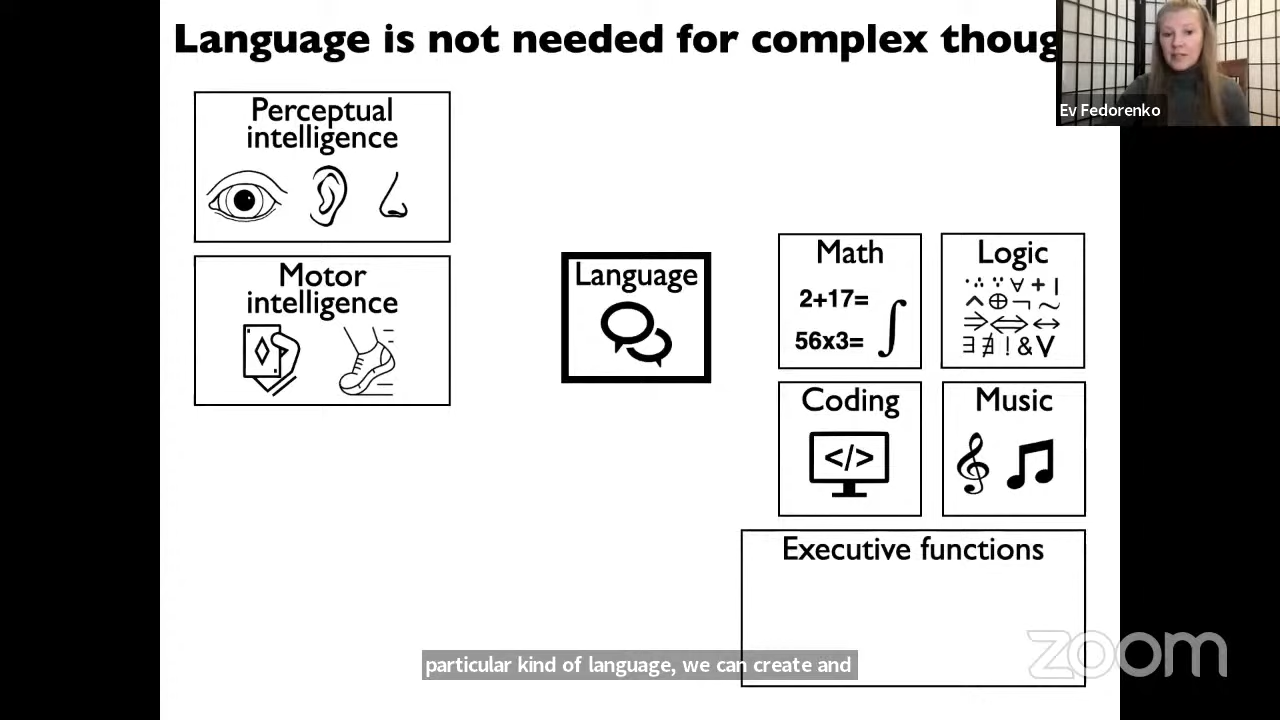 Language is not needed for complex thoug
Ev Fedorenko
Perceptual
intelligence
Motor
intelligence
Language
Math
2+17=
56x3=
∫
Logic
∀ + |
^ ⊕ ¬ ~
⇒ ⇔ ↔
∃ ∄ ! & V
Coding
</>
Music
Executive functions
particular kind of language, we can create and
zoom